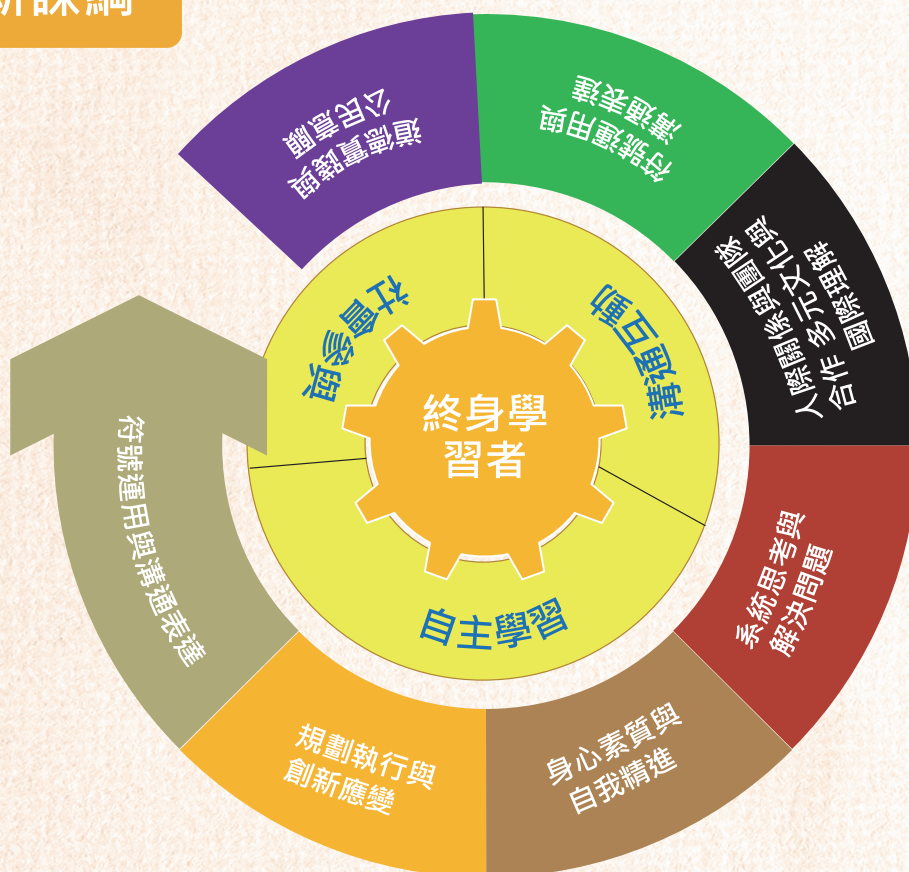 新課綱
道德實踐與
公民意願
符號運用與
溝通表達
人際關係與團隊
合作 多元文化與
國際理解
系統思考與
解決問題
身心素質與
自我精進
規劃執行與
創新應變
符號運用與溝通表達
社會參與
溝通互動
自主學習
終身學
習者